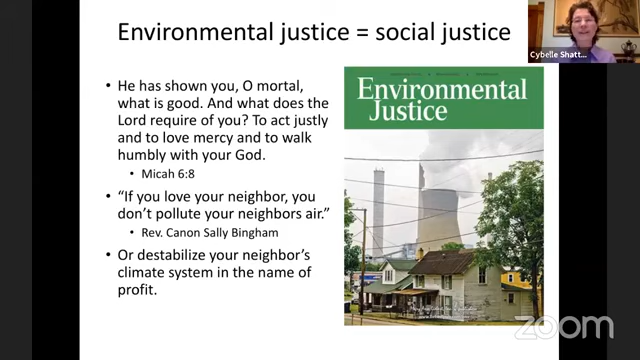 Environmental justice = social justice
Cybelle Shatt...
• He has shown you, O mortal,
what is good. And what does the
Lord require of you? To act justly
and to love mercy and to walk
humbly with your God.
• Micah 6:8
• “If you love your neighbor, you
don’t pollute your neighbors air.”
• Rev. Canon Sally Bingham
• Or destabilize your neighbor’s
climate system in the name of
profit.
Environmental
Justice
zoom